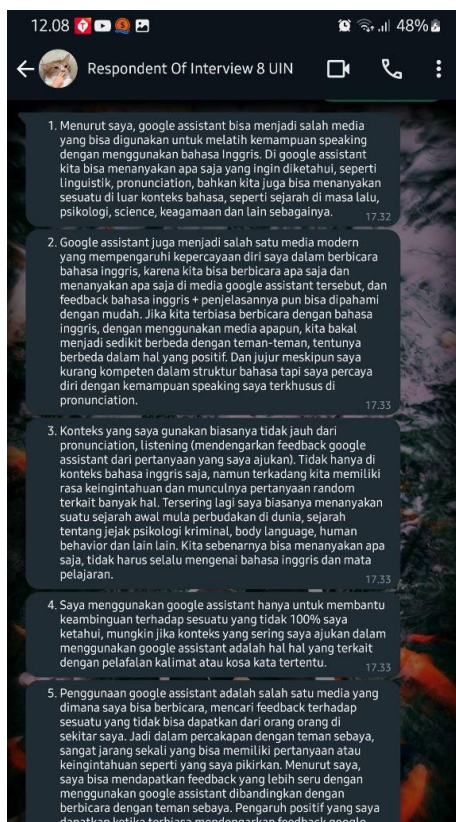 12.08
48%
Respondent Of Interview 8 UIN
1. Menurut saya, google assistant bisa menjadi salah media
yang bisa digunakan untuk melatih kemampuan speaking
dengan menggunakan bahasa Inggris. Di google assistant
kita bisa menanyakan apa saja yang ingin diketahui, seperti
linguistik, pronunciation, bahkan kita juga bisa menanyakan
sesuatu di luar konteks bahasa, seperti sejarah di masa lalu,
psikologi, science, keagamaan dan lain sebagainya.
17.32
2. Google assistant juga menjadi salah satu media modern
yang mempengaruhi kepercayaan diri saya dalam berbicara
bahasa inggris, karena kita bisa berbicara apa saja dan
menanyakan apa saja di media google assistant tersebut, dan
feedback bahasa inggris + penjelasannya pun bisa dipahami
dengan mudah. Jika kita terbiasa berbicara dengan bahasa
inggris, dengan menggunakan media apapun, kita bakal
menjadi sedikit berbeda dengan teman-teman, tentunya
berbeda dalam hal yang positif. Dan jujur meskipun saya
kurang kompeten dalam struktur bahasa tapi saya percaya
diri dengan kemampuan speaking saya terkhusus di
pronunciation.
17.33
3. Konteks yang saya gunakan biasanya tidak jauh dari
pronunciation, listening (mendengarkan feedback google
assistant dari pertanyaan yang saya ajukan). Tidak hanya di
konteks bahasa inggris saja, namun terkadang kita memiliki
rasa keingintahuan dan munculnya pertanyaan random
terkait banyak hal. Tersering lagi saya biasanya menanyakan
suatu sejarah awal mula perbudakan di dunia, sejarah
tentang jejak psikologi kriminal, body language, human
behavior dan lain lain. Kita sebenarnya bisa menanyakan apa
saja, tidak harus selalu mengenai bahasa inggris dan mata
pelajaran.
17.33
4. Saya menggunakan google assistant hanya untuk membantu
keambinguan terhadap sesuatu yang tidak 100% saya
ketahui, mungkin jika konteks yang sering saya ajukan dalam
menggunakan google assistant adalah hal hal yang terkait
dengan pelafalan kalimat atau kosa kata tertentu.
17.33
5. Penggunaan google assistant adalah salah satu media yang
dimana saya bisa berbicara, mencari feedback terhadap
sesuatu yang tidak bisa dapatkan dari orang orang di
sekitar saya. Jadi dalam percakapan dengan teman sebaya,
sangat jarang sekali yang bisa memiliki pertanyaan atau
keingintahuan seperti yang saya pikirkan. Menurut saya,
saya bisa mendapatkan feedback yang lebih seru dengan
menggunakan google assistant dibandingkan dengan
berbicara dengan teman sebaya. Pengaruh positif yang saya
dapatkan ketika terbiasa mendengarkan feedback google